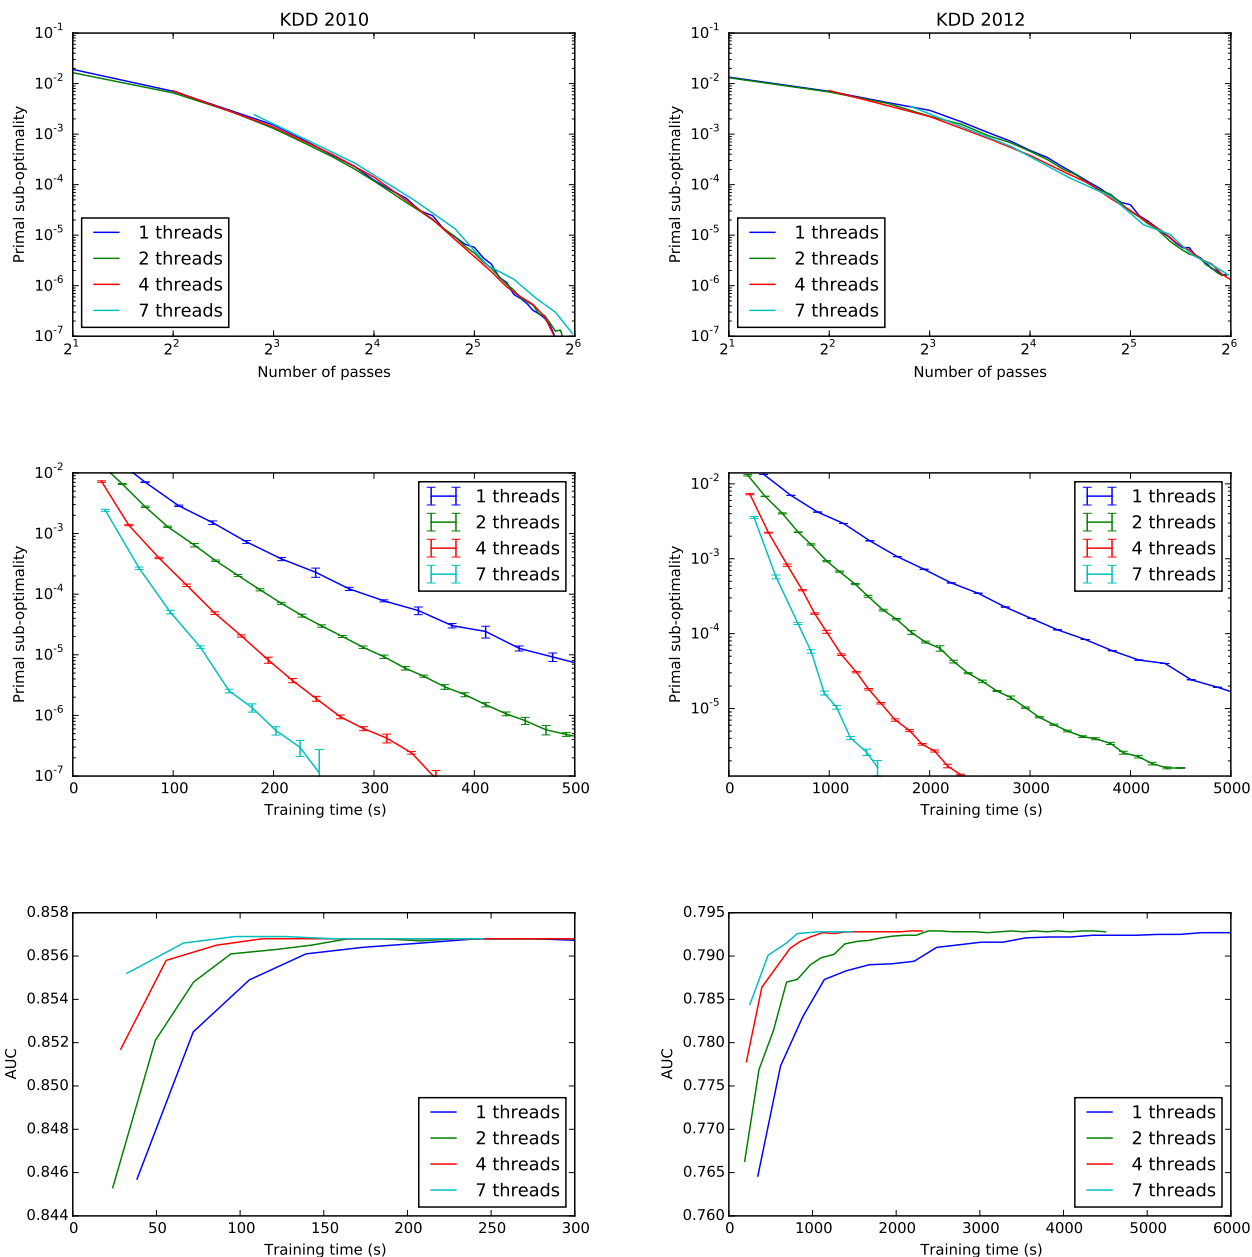 KDD 2010
10^-1
10^-2
10^-3
10^-4
10^-5
10^-6
10^-7
Primal sub-optimality
1 threads
2 threads
4 threads
7 threads
2^1 2^2 2^3 2^4 2^5 2^6
Number of passes
KDD 2012
10^-1
10^-2
10^-3
10^-4
10^-5
10^-6
10^-7
Primal sub-optimality
1 threads
2 threads
4 threads
7 threads
2^1 2^2 2^3 2^4 2^5 2^6
Number of passes
10^-2
10^-3
10^-4
10^-5
10^-6
10^-7
Primal sub-optimality
1 threads
2 threads
4 threads
7 threads
0 100 200 300 400 500
Training time (s)
10^-2
10^-3
10^-4
10^-5
Primal sub-optimality
1 threads
2 threads
4 threads
7 threads
0 1000 2000 3000 4000 5000
Training time (s)
0.858
0.856
0.854
0.852
0.850
0.848
0.846
0.844
AUC
1 threads
2 threads
4 threads
7 threads
0 50 100 150 200 250 300
Training time (s)
0.795
0.790
0.785
0.780
0.775
0.770
0.765
0.760
AUC
1 threads
2 threads
4 threads
7 threads
0 1000 2000 3000 4000 5000 6000
Training time (s)